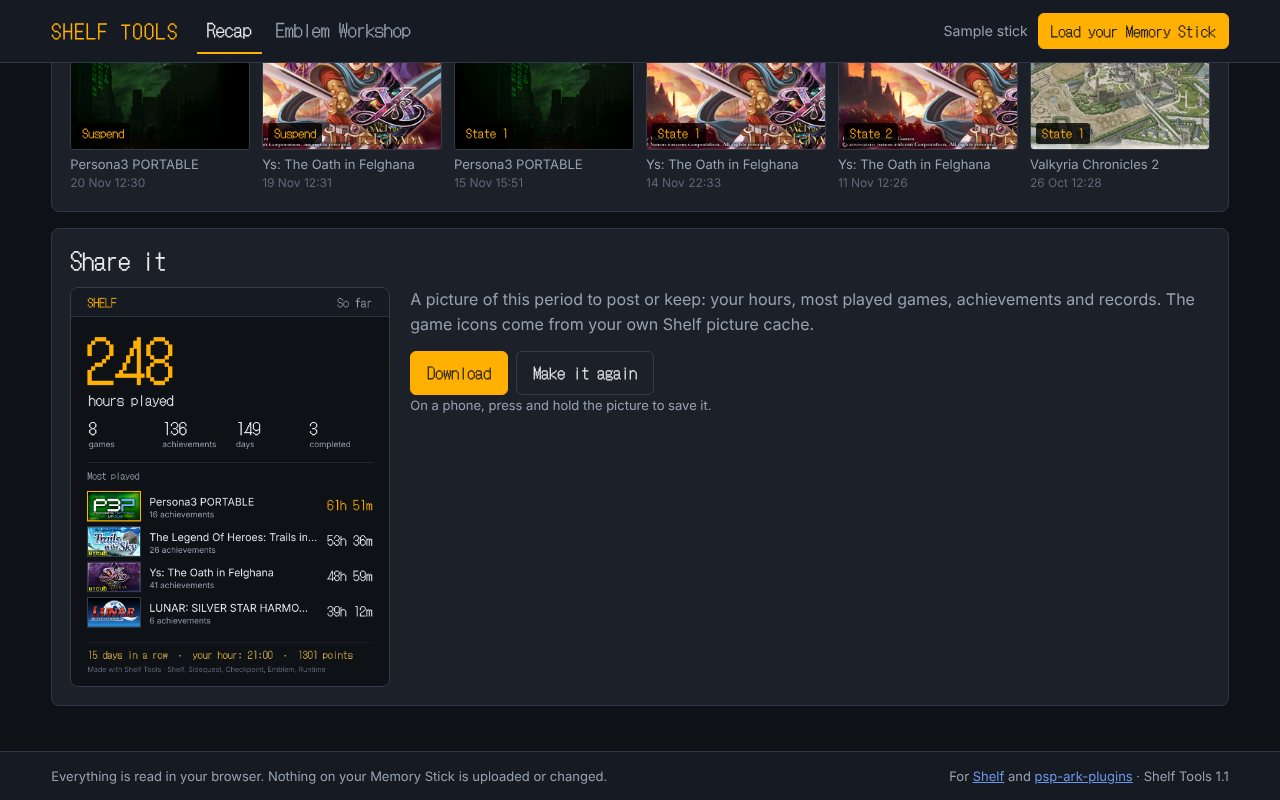 SHELF TOOLS
Recap
Emblem Workshop
Sample stick
Load your Memory Stick
Suspend
Suspend
State 1
State 1
State 2
State 1
Persona3 PORTABLE
20 Nov 12:30
Ys: The Oath in Felghana
19 Nov 12:31
Persona3 PORTABLE
15 Nov 15:51
Ys: The Oath in Felghana
14 Nov 22:33
Ys: The Oath in Felghana
11 Nov 12:26
Valkyria Chronicles 2
26 Oct 12:28
Share it
SHELF
So far
248
hours played
8
games
136
achievements
149
days
3
completed
Most played
P3P
Persona3 PORTABLE
16 achievements
61h 51m
The Legend Of Heroes: Trails in...
26 achievements
53h 36m
Ys: The Oath in Felghana
41 achievements
48h 59m
LUNAR
LUNAR: SILVER STAR HARMO...
6 achievements
39h 12m
15 days in a row · your hour: 21:00 · 1301 points
Made with Shelf Tools · Shelf, Sidequest, Checkpoint, Emblem, Runtime
A picture of this period to post or keep: your hours, most played games, achievements and records. The
game icons come from your own Shelf picture cache.
Download
Make it again
On a phone, press and hold the picture to save it.
Everything is read in your browser. Nothing on your Memory Stick is uploaded or changed.
For Shelf and psp-ark-plugins · Shelf Tools 1.1